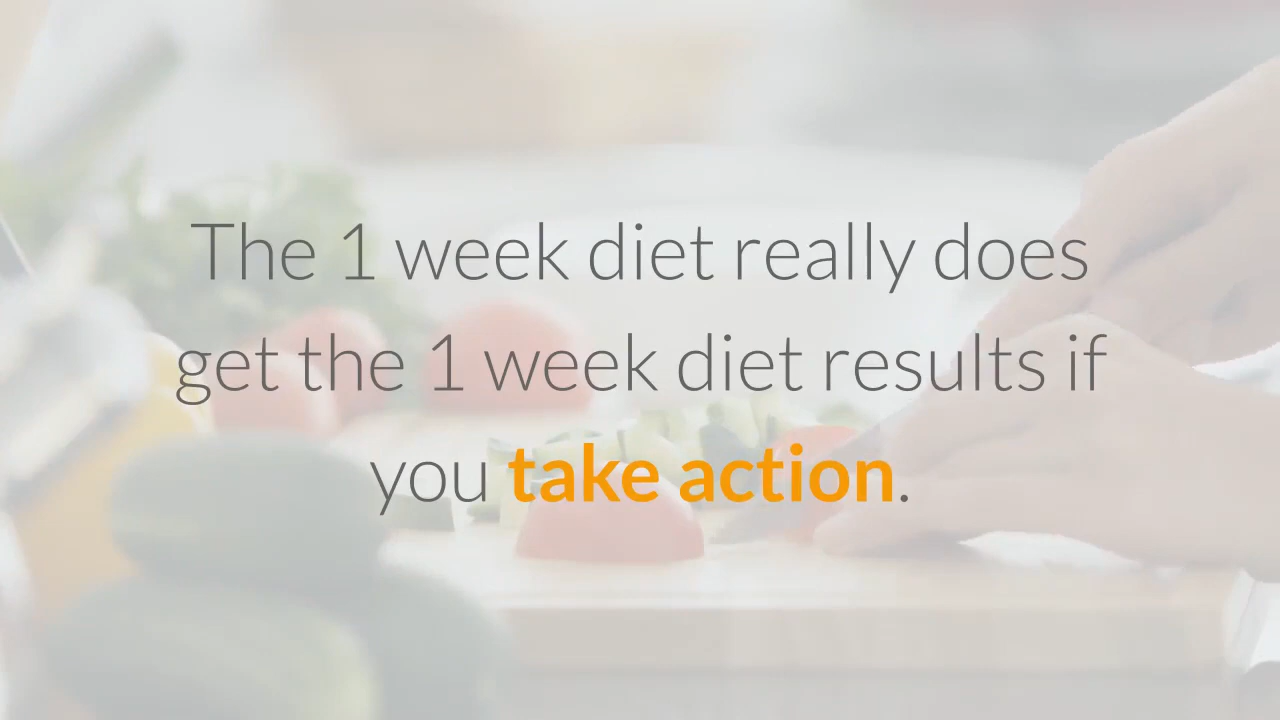 The 1 week diet really does
get the 1 week diet results if
you take action.